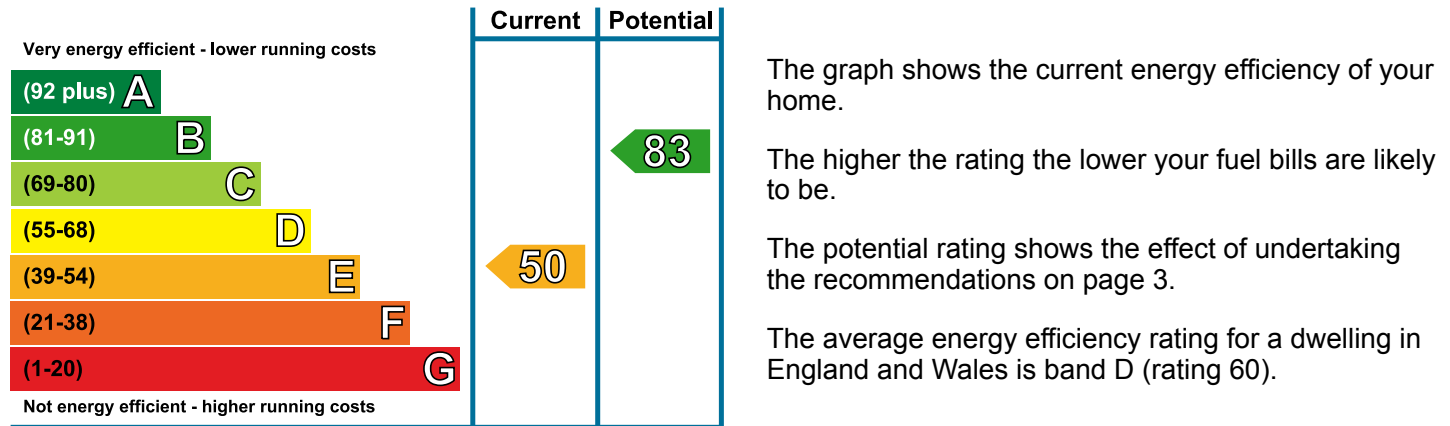 Current Potential
Very energy efficient - lower running costs
(92 plus) A
(81-91) B
83
(69-80) C
(55-68) D
(39-54) E
50
(21-38) F
(1-20) G
Not energy efficient - higher running costs
The graph shows the current energy efficiency of your
home.
The higher the rating the lower your fuel bills are likely
to be.
The potential rating shows the effect of undertaking
the recommendations on page 3.
The average energy efficiency rating for a dwelling in
England and Wales is band D (rating 60).